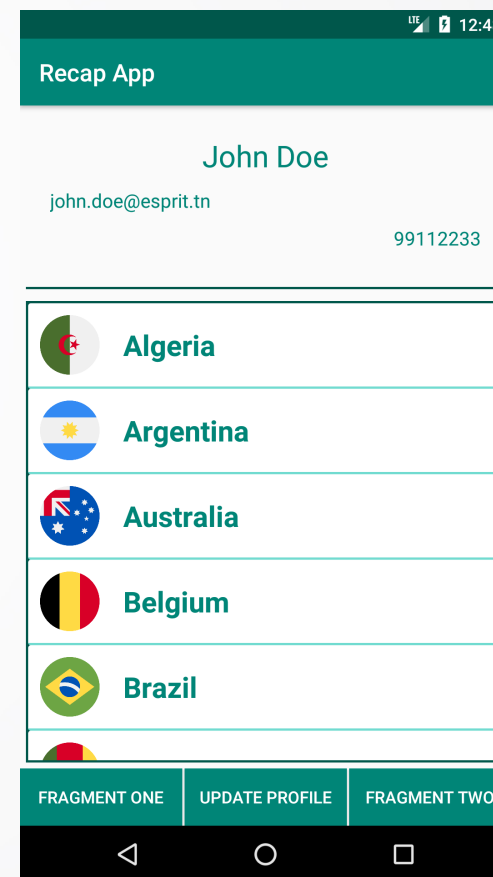 LTE 12:4
Recap App
John Doe
john.doe@esprit.tn
99112233
Algeria
Argentina
Australia
Belgium
Brazil
FRAGMENT ONE UPDATE PROFILE FRAGMENT TWO